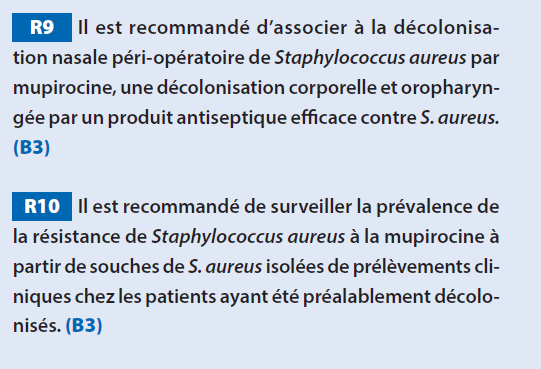 R9 Il est recommandé d’associer à la décolonisa-
tion nasale péri-opératoire de Staphylococcus aureus par
mupirocine, une décolonisation corporelle et oropharyn-
gée par un produit antiseptique efficace contre S. aureus.
(B3)
R10 Il est recommandé de surveiller la prévalence de
la résistance de Staphylococcus aureus à la mupirocine à
partir de souches de S. aureus isolées de prélèvements cli-
niques chez les patients ayant été préalablement décolo-
nisés. (B3)